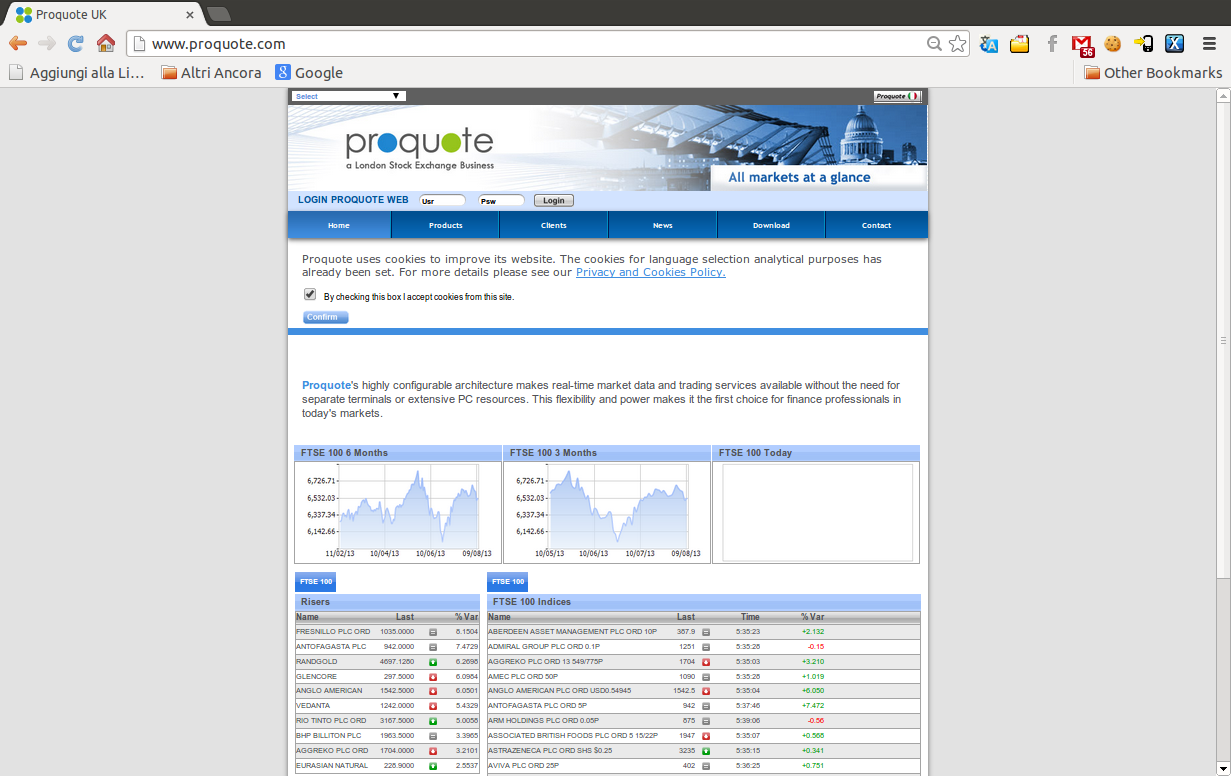 Proquote UK
www.proquote.com
56
Aggiungi alla Li... Altri Ancora Google Other Bookmarks
Select Proquote
proquote
a London Stock Exchange Business
All markets at a glance
LOGIN PROQUOTE WEB Usr Psw Login
Home Products Clients News Download Contact
Proquote uses cookies to improve its website. The cookies for language selection analytical purposes has
already been set. For more details please see our Privacy and Cookies Policy.
By checking this box I accept cookies from this site.
Confirm
Proquote's highly configurable architecture makes real-time market data and trading services available without the need for
separate terminals or extensive PC resources. This flexibility and power makes it the first choice for finance professionals in
today's markets.
FTSE 100 6 Months
6,726.71
6,532.03
6,337.34
6,142.66
11/02/13 10/04/13 10/06/13 09/08/13
FTSE 100 3 Months
6,726.71
6,532.03
6,337.34
6,142.66
10/05/13 10/06/13 10/07/13 09/08/13
FTSE 100 Today
FTSE 100
Risers
Name Last % Var
FRESNILLO PLC ORD 1035.0000 8.1504
ANTOFAGASTA PLC 942.0000 7.4729
RANDGOLD 4697.1280 6.2698
GLENCORE 297.5000 6.0984
ANGLO AMERICAN 1542.5000 6.0501
VEDANTA 1242.0000 5.4329
RIO TINTO PLC ORD 3167.5000 5.0056
BHP BILLITON PLC 1963.5000 3.3965
AGGREKO PLC ORD 1704.0000 3.2101
EURASIAN NATURAL 228.9000 2.5537
FTSE 100
FTSE 100 Indices
Name Last Time % Var
ABERDEEN ASSET MANAGEMENT PLC ORD 10P 387.9 5:35:23 +2.132
ADMIRAL GROUP PLC ORD 0.1P 1251 5:35:28 -0.15
AGGREKO PLC ORD 13 549/775P 1704 5:35:03 +3.210
AMEC PLC ORD 50P 1090 5:35:28 +1.019
ANGLO AMERICAN PLC ORD USD0.54945 1542.5 5:35:04 +6.050
ANTOFAGASTA PLC ORD 5P 942 5:37:46 +7.472
ARM HOLDINGS PLC ORD 0.05P 875 5:39:06 -0.56
ASSOCIATED BRITISH FOODS PLC ORD 5 15/22P 1947 5:35:07 +0.568
ASTRAZENECA PLC ORD SHS $0.25 3235 5:35:15 +0.341
AVIVA PLC ORD 25P 402 5:36:25 +0.751